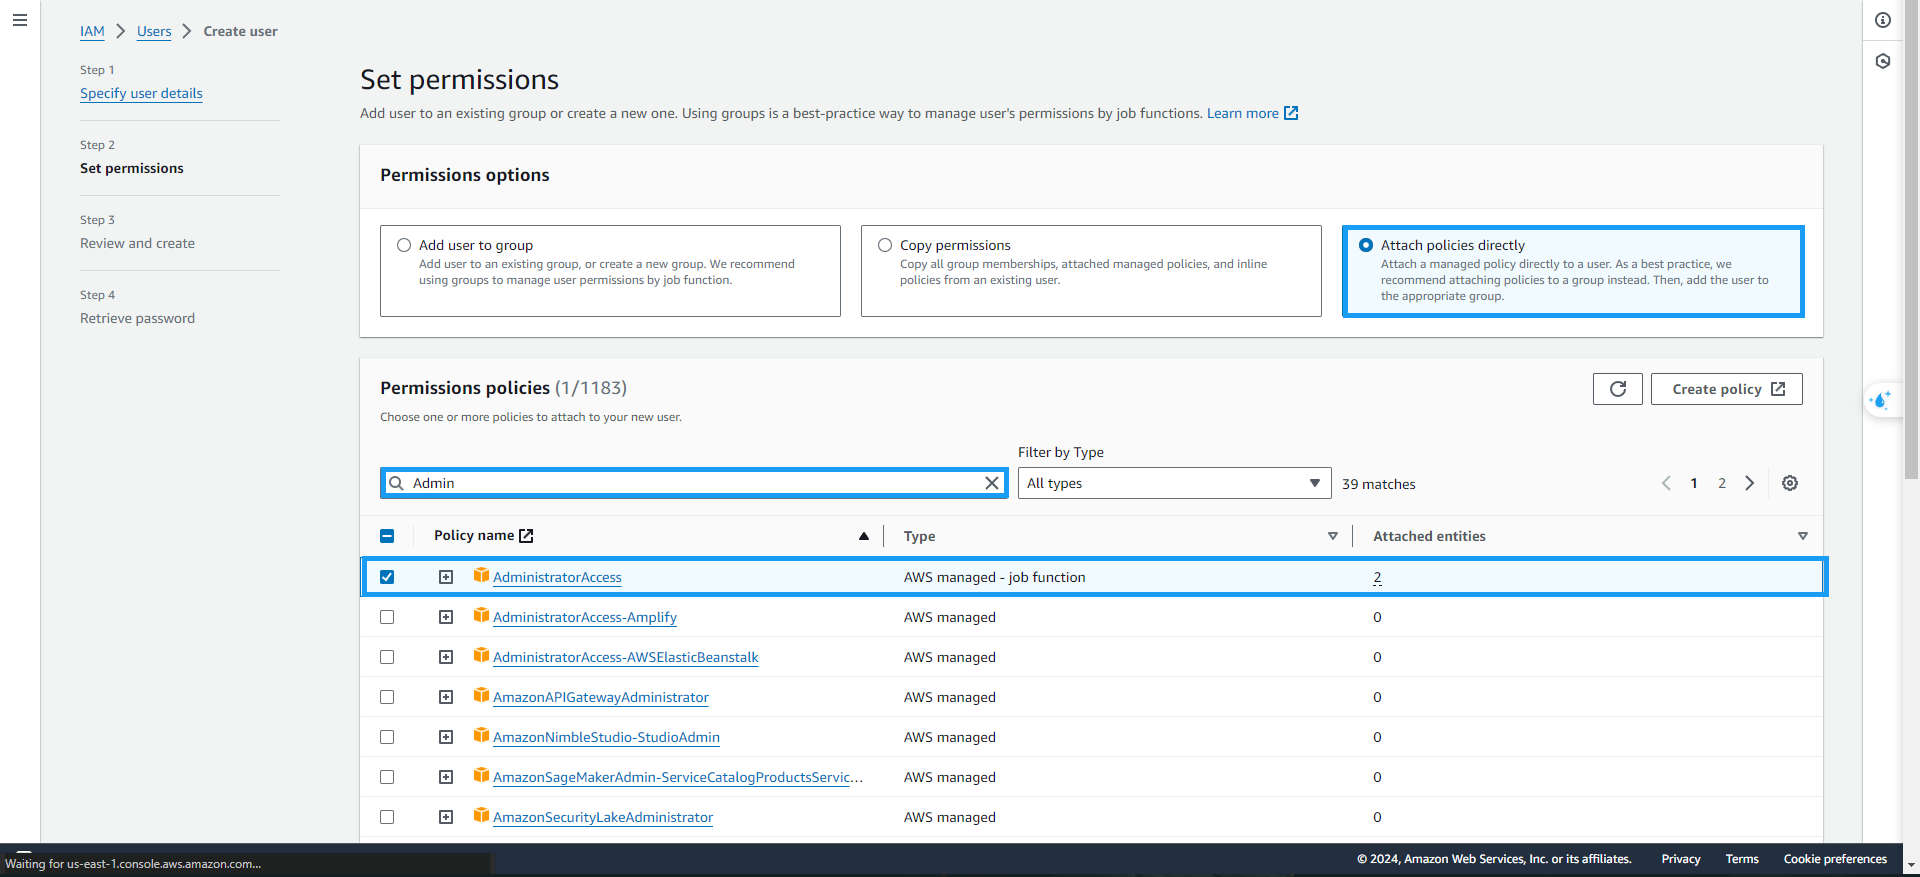 IAM > Users > Create user
Step 1
Specify user details
Step 2
Set permissions
Step 3
Review and create
Step 4
Retrieve password
Set permissions
Add user to an existing group or create a new one. Using groups is a best-practice way to manage user's permissions by job functions. Learn more
Permissions options
Add user to group
Add user to an existing group, or create a new group. We recommend
using groups to manage user permissions by job function.
Copy permissions
Copy all group memberships, attached managed policies, and inline
policies from an existing user.
Attach policies directly
Attach a managed policy directly to a user. As a best practice, we
recommend attaching policies to a group instead. Then, add the user to
the appropriate group.
Permissions policies (1/1183)
Choose one or more policies to attach to your new user.
Create policy
Filter by Type
Admin
All types
39 matches
1 2
Policy name Type Attached entities
AdministratorAccess AWS managed - job function 2
AdministratorAccess-Amplify AWS managed 0
AdministratorAccess-AWSElasticBeanstalk AWS managed 0
AmazonAPIGatewayAdministrator AWS managed 0
AmazonNimbleStudio-StudioAdmin AWS managed 0
AmazonSageMakerAdmin-ServiceCatalogProductsServic... AWS managed 0
AmazonSecurityLakeAdministrator AWS managed 0
Waiting for us-east-1.console.aws.amazon.com...
© 2024, Amazon Web Services, Inc. or its affiliates. Privacy Terms Cookie preferences